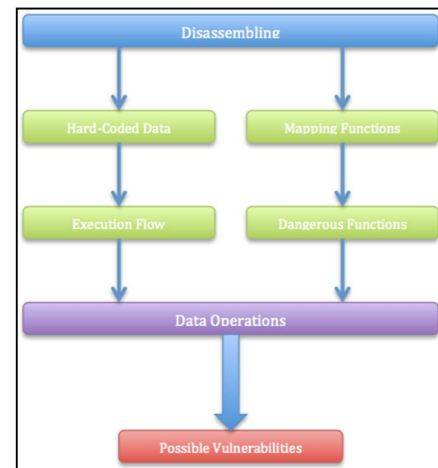 Disassembling
Hard-Coded Data
Mapping Functions
Execution Flow
Dangerous Functions
Data Operations
Possible Vulnerabilities